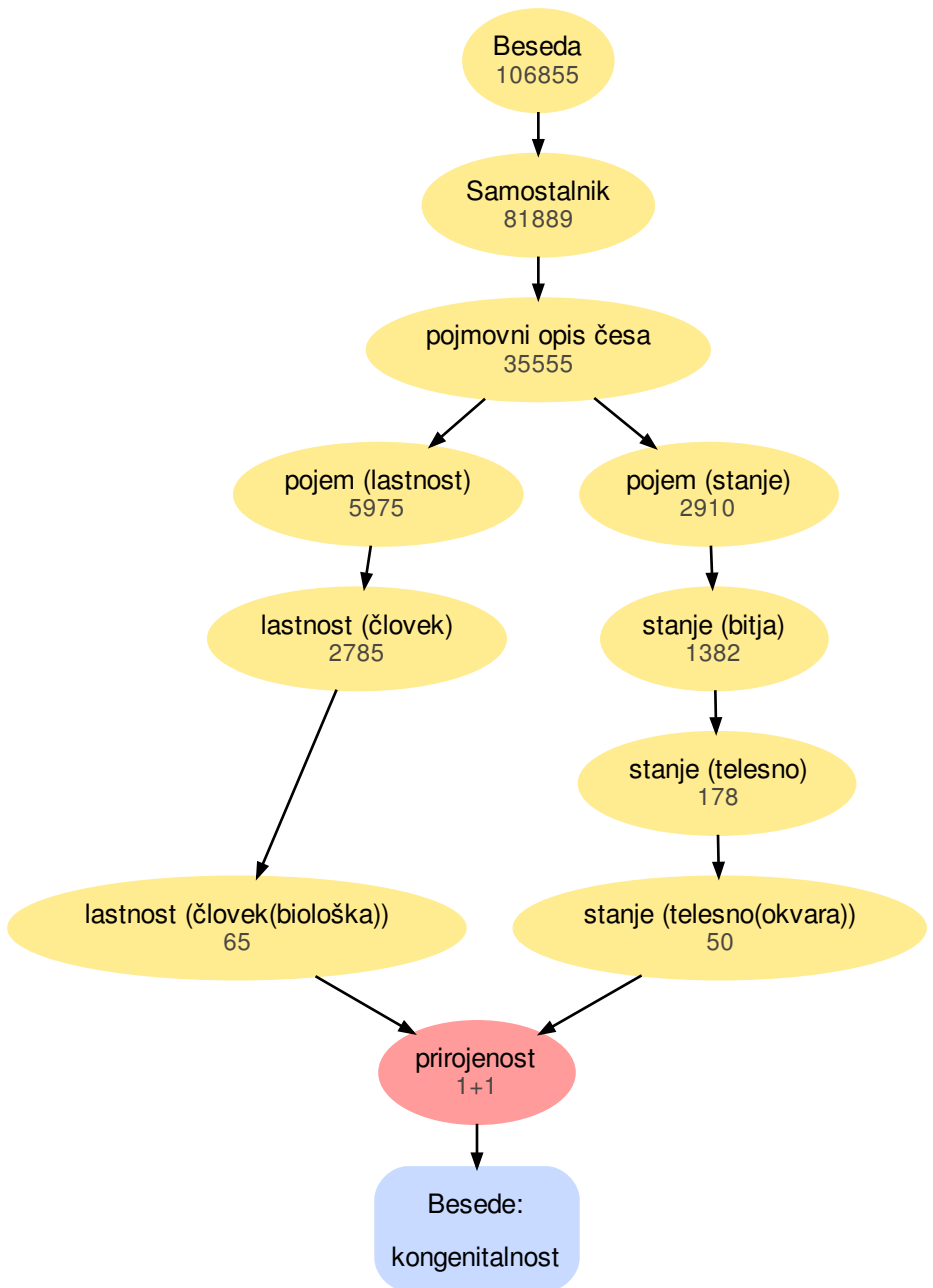 Beseda
106855
Samostalnik
81889
pojmovni opis česa
35555
pojem (lastnost)
5975
pojem (stanje)
2910
lastnost (človek)
2785
stanje (bitja)
1382
stanje (telesno)
178
lastnost (človek(biološka))
65
stanje (telesno(okvara))
50
prirojenost
1+1
Besede:
kongenitalnost